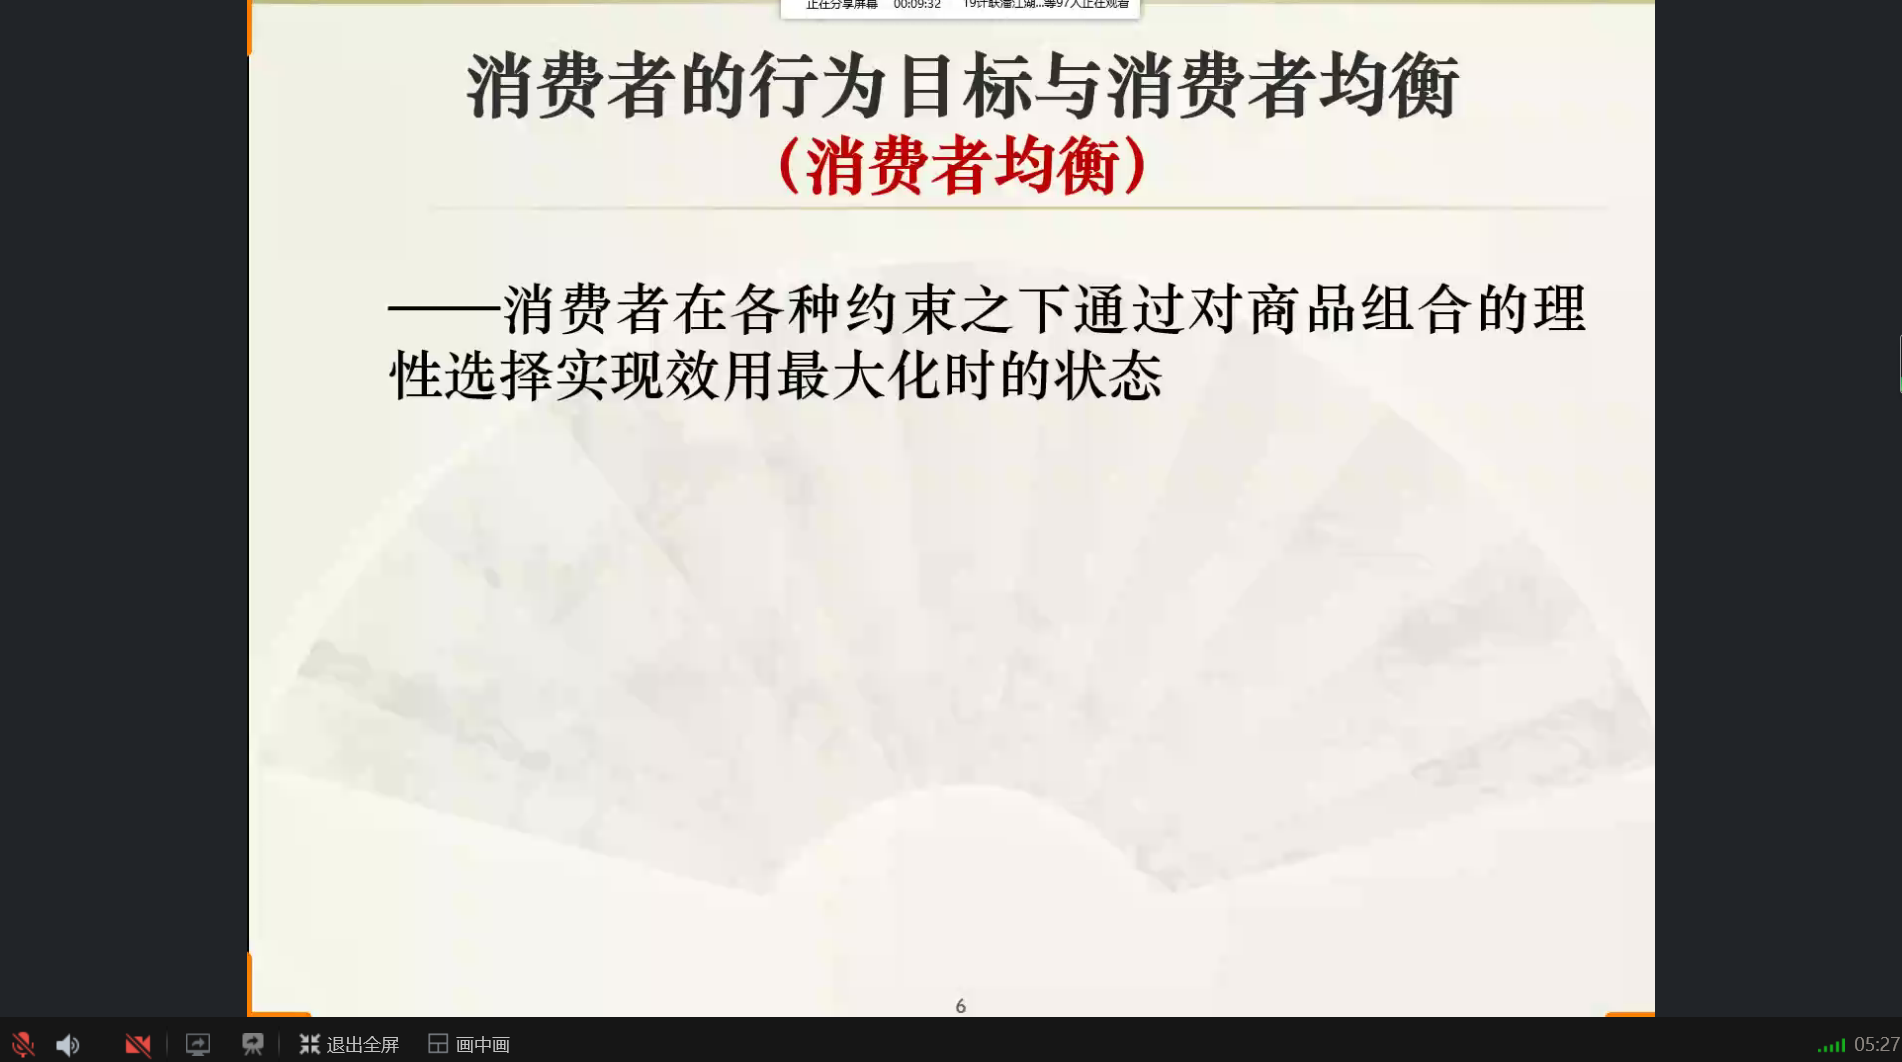 正在分享屏幕 00:09:32 19计联潘江湖...等97人正在观看
消费者的行为目标与消费者均衡
(消费者均衡)
——消费者在各种约束之下通过对商品组合的理
性选择实现效用最大化时的状态
6
退出全屏 画中画 05:27